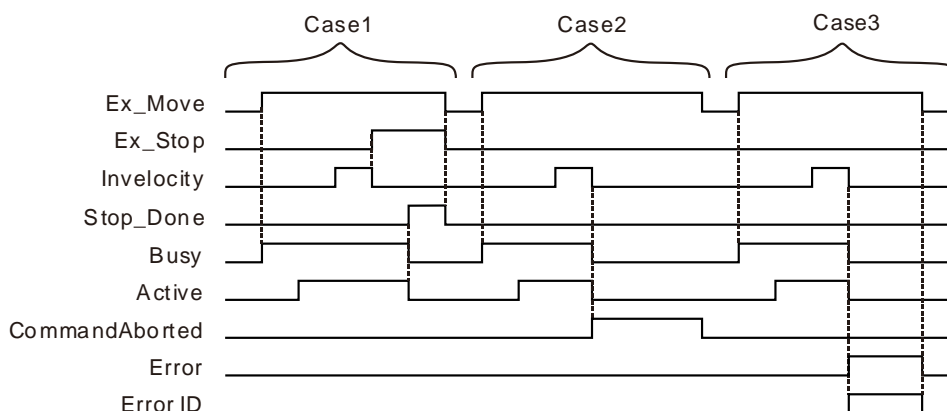 Case1 Case2 Case3
Ex_Move
Ex_Stop
Invelocity
Stop_Done
Busy
Active
CommandAborted
Error
Error ID